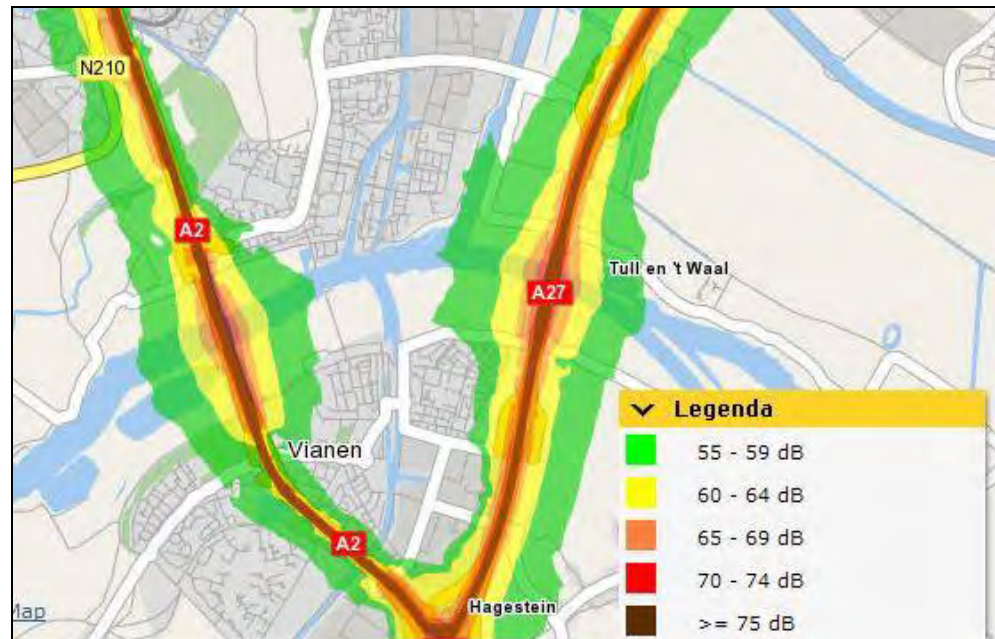 N210
A2
Tull en 't Waal
A27
Vianen
A2
Hagestein
Map
Legenda
55 - 59 dB
60 - 64 dB
65 - 69 dB
70 - 74 dB
>= 75 dB